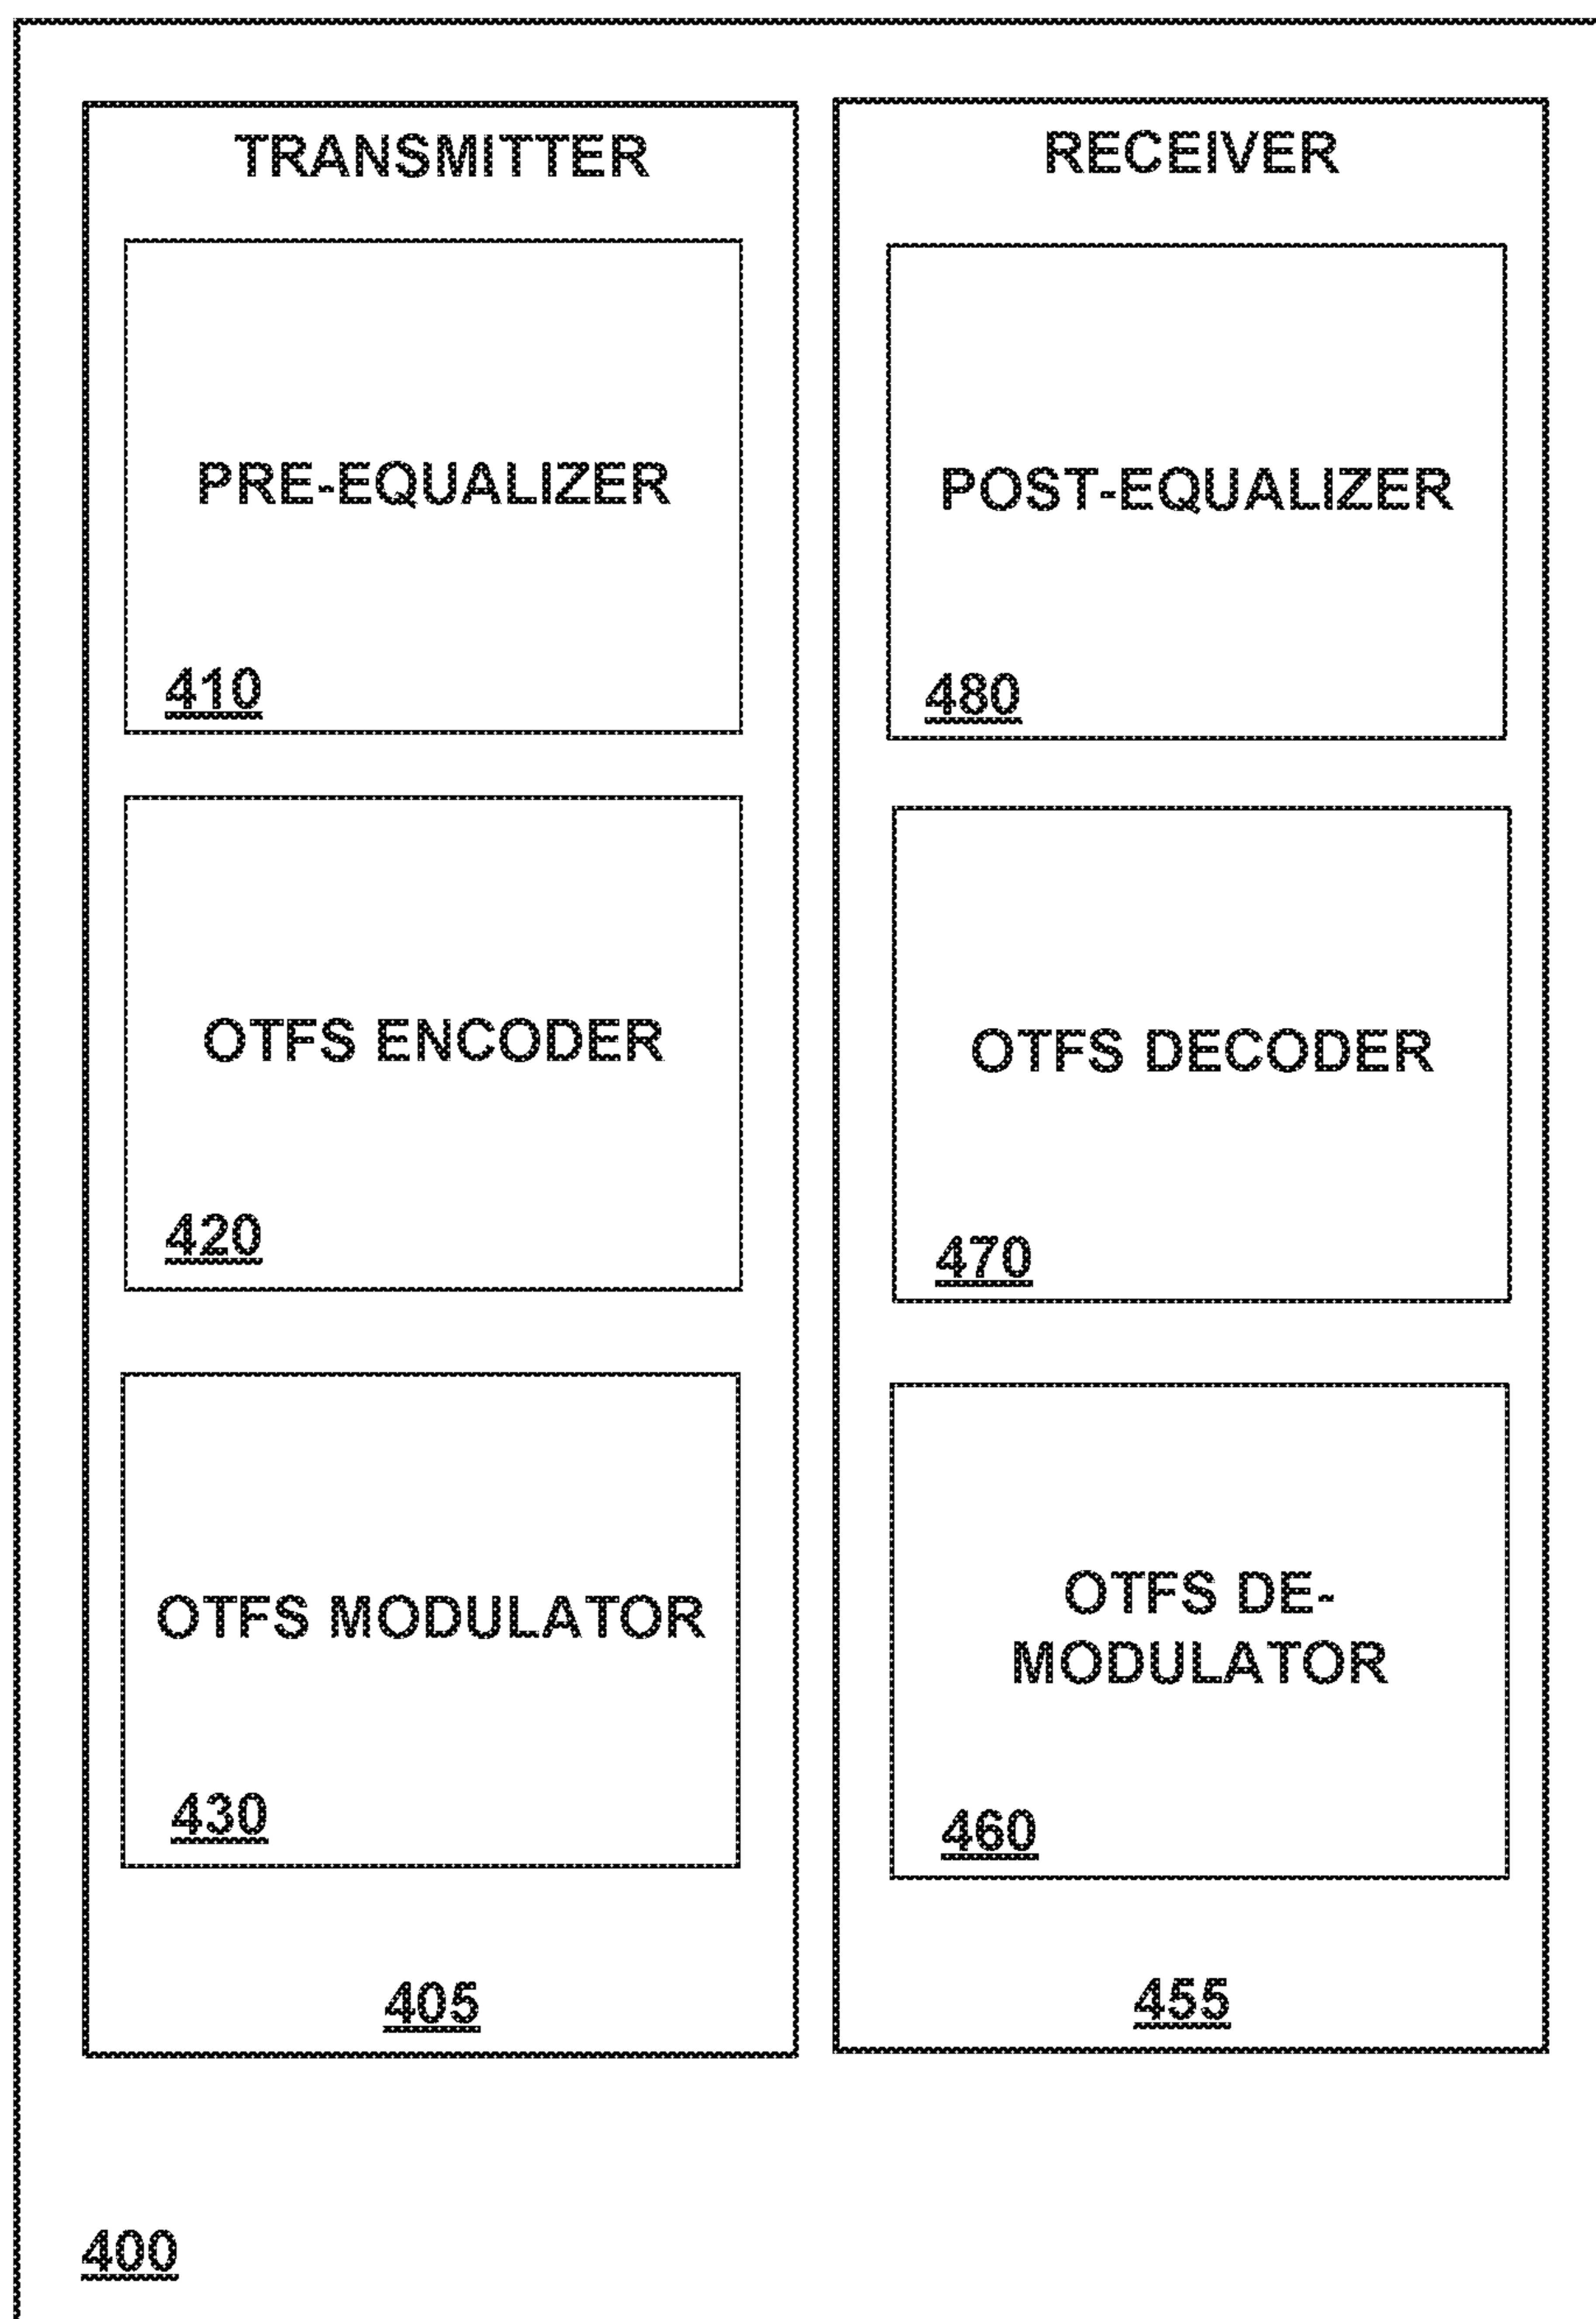 TRANSMITTER
PRE-EQUALIZER
410
OTFS ENCODER
420
OTFS MODULATOR
430
405
RECEIVER
POST-EQUALIZER
480
OTFS DECODER
470
OTFS DE-
MODULATOR
460
455
400